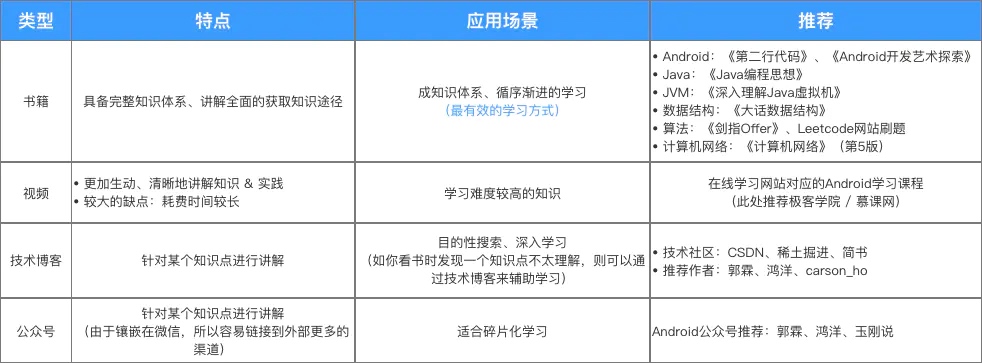 类型
特点
应用场景
推荐
书籍
具备完整知识体系、讲解全面的获取知识途径
成知识体系、循序渐进的学习
（最有效的学习方式）
• Android：《第二行代码》、《Android开发艺术探索》
• Java：《Java编程思想》
• JVM：《深入理解Java虚拟机》
• 数据结构：《大话数据结构》
• 算法：《剑指Offer》、Leetcode网站刷题
• 计算机网络：《计算机网络》（第5版）
视频
• 更加生动、清晰地讲解知识 & 实践
• 较大的缺点：耗费时间较长
学习难度较高的知识
在线学习网站对应的Android学习课程
（此处推荐极客学院 / 慕课网）
技术博客
针对某个知识点进行讲解
目的性搜索、深入学习
（如你看书时发现一个知识点不太理解，则可以通
过技术博客来辅助学习）
• 技术社区：CSDN、稀土掘进、简书
• 推荐作者：郭霖、鸿洋、carson_ho
公众号
针对某个知识点进行讲解
（由于镶嵌在微信，所以容易链接到外部更多的
渠道）
适合碎片化学习
Android公众号推荐：郭霖、鸿洋、玉刚说